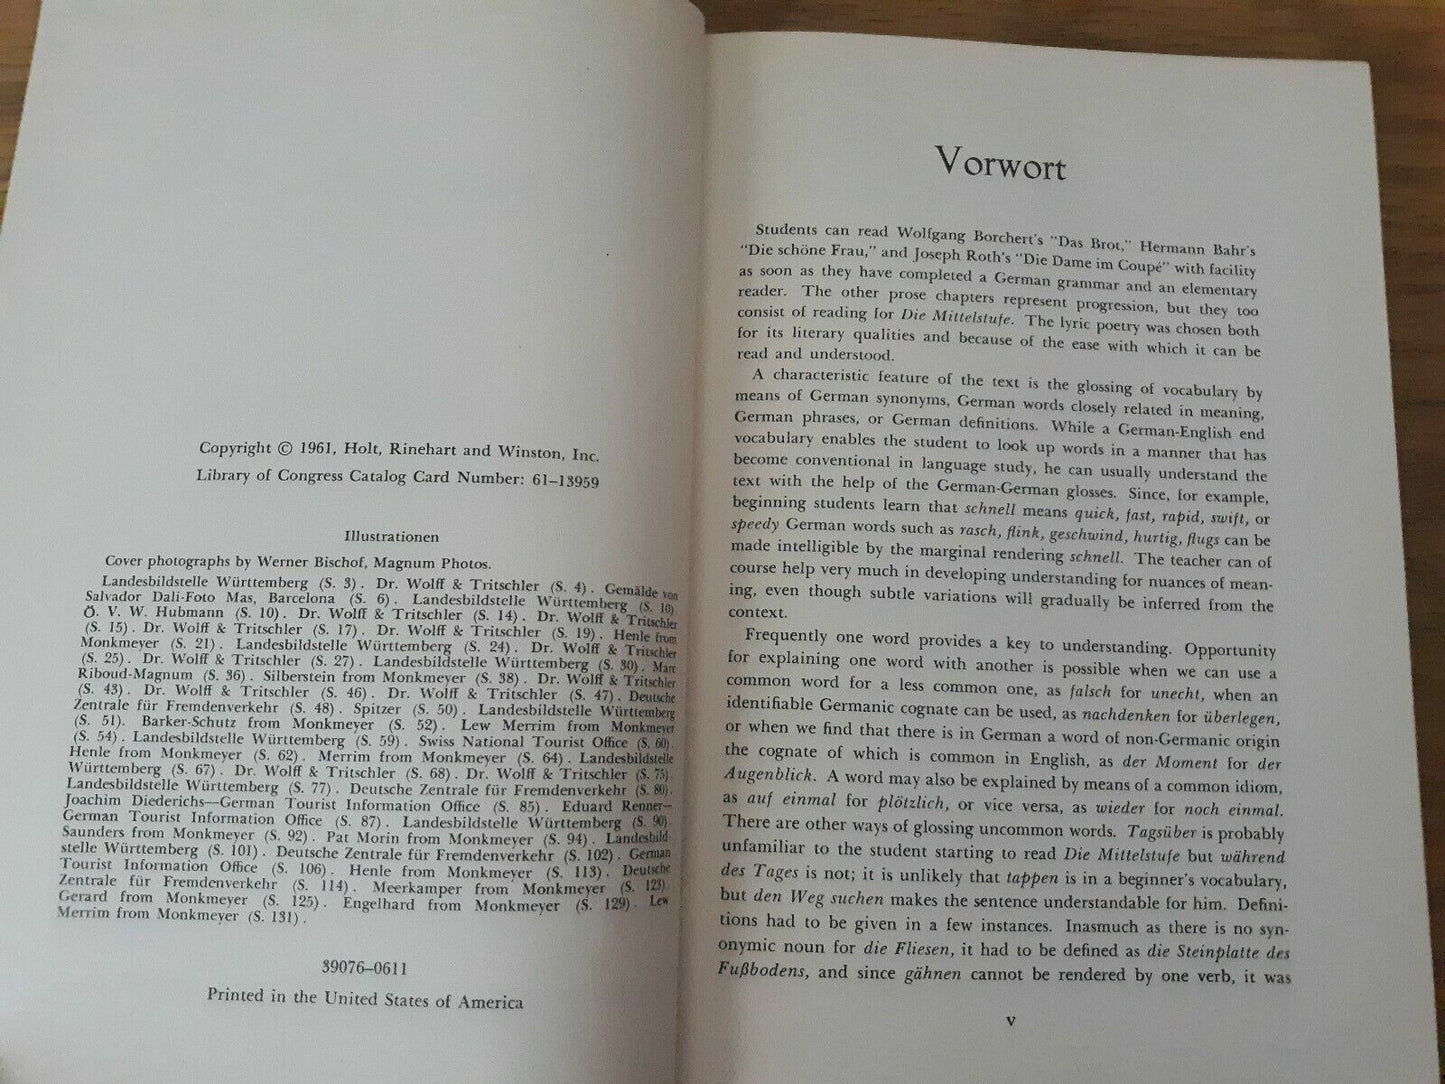 Copyright © 1961, Holt, Rinehart and Winston, Inc.
Library of Congress Catalog Card Number: 61–13959
Illustrationen
Cover photographs by Werner Bischof, Magnum Photos.
Landesbildstelle Württemberg (S. 3). Dr. Wolff & Tritschler (S. 4). Gemälde von
Salvador Dali-Foto Mas, Barcelona (S. 6). Landesbildstelle Württemberg (S. 10)
Ö. V. W. Hubmann (S. 10). Dr. Wolff & Tritschler (S. 14). Dr. Wolff & Tritschler
(S. 15). Dr. Wolff & Tritschler (S. 17). Dr. Wolff & Tritschler (S. 19). Henle from
Monkmeyer (S. 21). Landesbildstelle Württemberg (S. 24). Dr. Wolff & Tritschler
(S. 25). Dr. Wolff & Tritschler (S. 27). Landesbildstelle Württemberg (S. 30). Marc
Riboud-Magnum (S. 36). Silberstein from Monkmeyer (S. 38). Dr. Wolff & Tritschler
(S. 43). Dr. Wolff & Tritschler (S. 46). Dr. Wolff & Tritschler (S. 47). Deutsche
Zentrale für Fremdenverkehr (S. 48). Spitzer (S. 50). Landesbildstelle Württemberg
(S. 51). Barker-Schutz from Monkmeyer (S. 52). Lew Merrim from Monkmeyer
(S. 54). Landesbildstelle Württemberg (S. 59). Swiss National Tourist Office (S. 60).
Henle from Monkmeyer (S. 62). Merrim from Monkmeyer (S. 64). Landesbildstelle
Württemberg (S. 67). Dr. Wolff & Tritschler (S. 68). Dr. Wolff & Tritschler (S. 75).
Landesbildstelle Württemberg (S. 77). Deutsche Zentrale für Fremdenverkehr (S. 80).
Joachim Diederichs—German Tourist Information Office (S. 85). Eduard Renner—
German Tourist Information Office (S. 87). Landesbildstelle Württemberg (S. 90).
Saunders from Monkmeyer (S. 92). Pat Morin from Monkmeyer (S. 94). Landesbild-
stelle Württemberg (S. 101). Deutsche Zentrale für Fremdenverkehr (S. 102). German
Tourist Information Office (S. 106). Henle from Monkmeyer (S. 113). Deutsche
Zentrale für Fremdenverkehr (S. 114). Meerkamper from Monkmeyer (S. 123).
Gerard from Monkmeyer (S. 125). Engelhard from Monkmeyer (S. 129). Lew
Merrim from Monkmeyer (S. 131).
39076–0611
Printed in the United States of America
Vorwort
Students can read Wolfgang Borchert's "Das Brot," Hermann Bahr's
"Die schöne Frau," and Joseph Roth's "Die Dame im Coupé" with facility
as soon as they have completed a German grammar and an elementary
reader. The other prose chapters represent progression, but they too
consist of reading for Die Mittelstufe. The lyric poetry was chosen both
for its literary qualities and because of the ease with which it can be
read and understood.
A characteristic feature of the text is the glossing of vocabulary by
means of German synonyms, German words closely related in meaning,
German phrases, or German definitions. While a German-English end
vocabulary enables the student to look up words in a manner that has
become conventional in language study, he can usually understand the
text with the help of the German-German glosses. Since, for example,
beginning students learn that schnell means quick, fast, rapid, swift, or
speedy German words such as rasch, flink, geschwind, hurtig, flugs can be
made intelligible by the marginal rendering schnell. The teacher can of
course help very much in developing understanding for nuances of mean-
ing, even though subtle variations will gradually be inferred from the
context.
Frequently one word provides a key to understanding. Opportunity
for explaining one word with another is possible when we can use a
common word for a less common one, as falsch for unecht, when an
identifiable Germanic cognate can be used, as nachdenken for überlegen,
or when we find that there is in German a word of non-Germanic origin
the cognate of which is common in English, as der Moment for der
Augenblick. A word may also be explained by means of a common idiom,
as auf einmal for plötzlich, or vice versa, as wieder for noch einmal.
There are other ways of glossing uncommon words. Tagsüber is probably
unfamiliar to the student starting to read Die Mittelstufe but während
des Tages is not; it is unlikely that tappen is in a beginner's vocabulary,
but den Weg suchen makes the sentence understandable for him. Defini-
tions had to be given in a few instances. Inasmuch as there is no syn-
onymic noun for die Fliesen, it had to be defined as die Steinplatte des
Fußbodens, and since gähnen cannot be rendered by one verb, it was
v